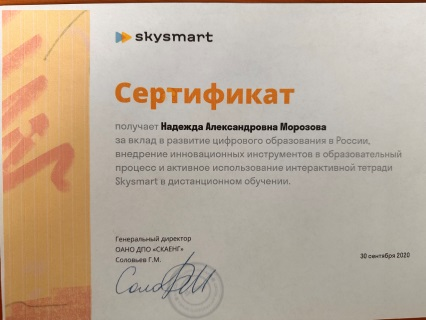 skysmart
Сертификат
получает Надежда Александровна Морозова
за вклад в развитие цифрового образования в России,
внедрение инновационных инструментов в образовательный
процесс и активное использование интерактивной тетради
Skysmart в дистанционном обучении.
Генеральный директор
ОАНО ДПО «СКАЕНГ»
Соловьев Г.М.
30 сентября 2020